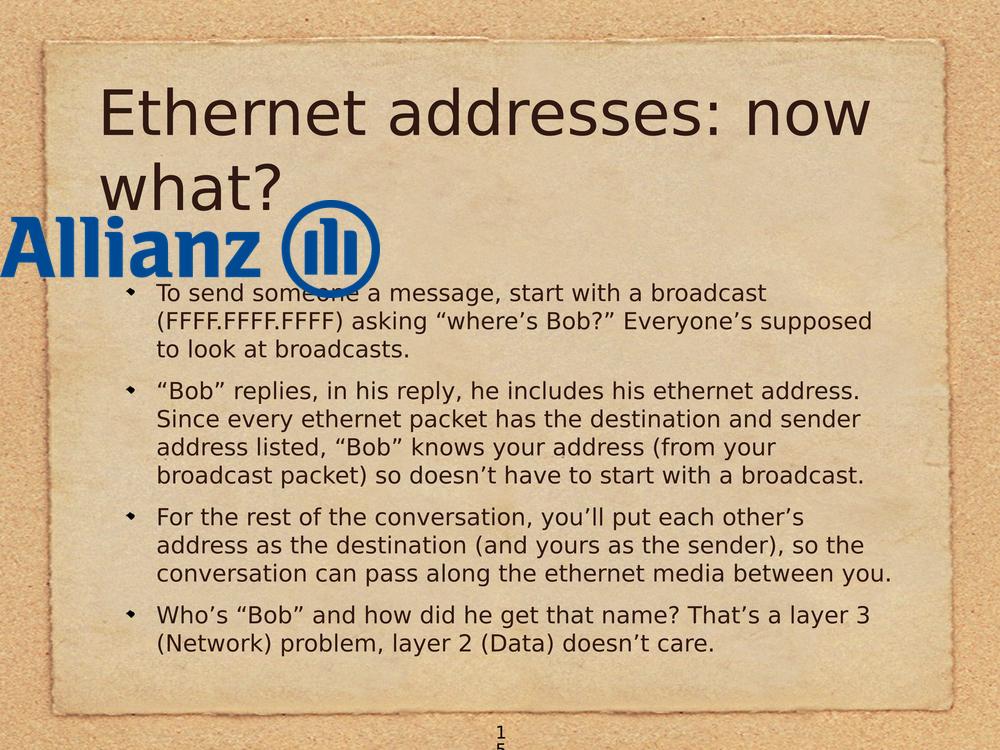 Ethernet addresses: now
what?
Allianz
• To send someone a message, start with a broadcast
(FFFF.FFFF.FFFF) asking “where’s Bob?” Everyone’s supposed
to look at broadcasts.
• “Bob” replies, in his reply, he includes his ethernet address.
Since every ethernet packet has the destination and sender
address listed, “Bob” knows your address (from your
broadcast packet) so doesn’t have to start with a broadcast.
• For the rest of the conversation, you’ll put each other’s
address as the destination (and yours as the sender), so the
conversation can pass along the ethernet media between you.
• Who’s “Bob” and how did he get that name? That’s a layer 3
(Network) problem, layer 2 (Data) doesn’t care.
1
5